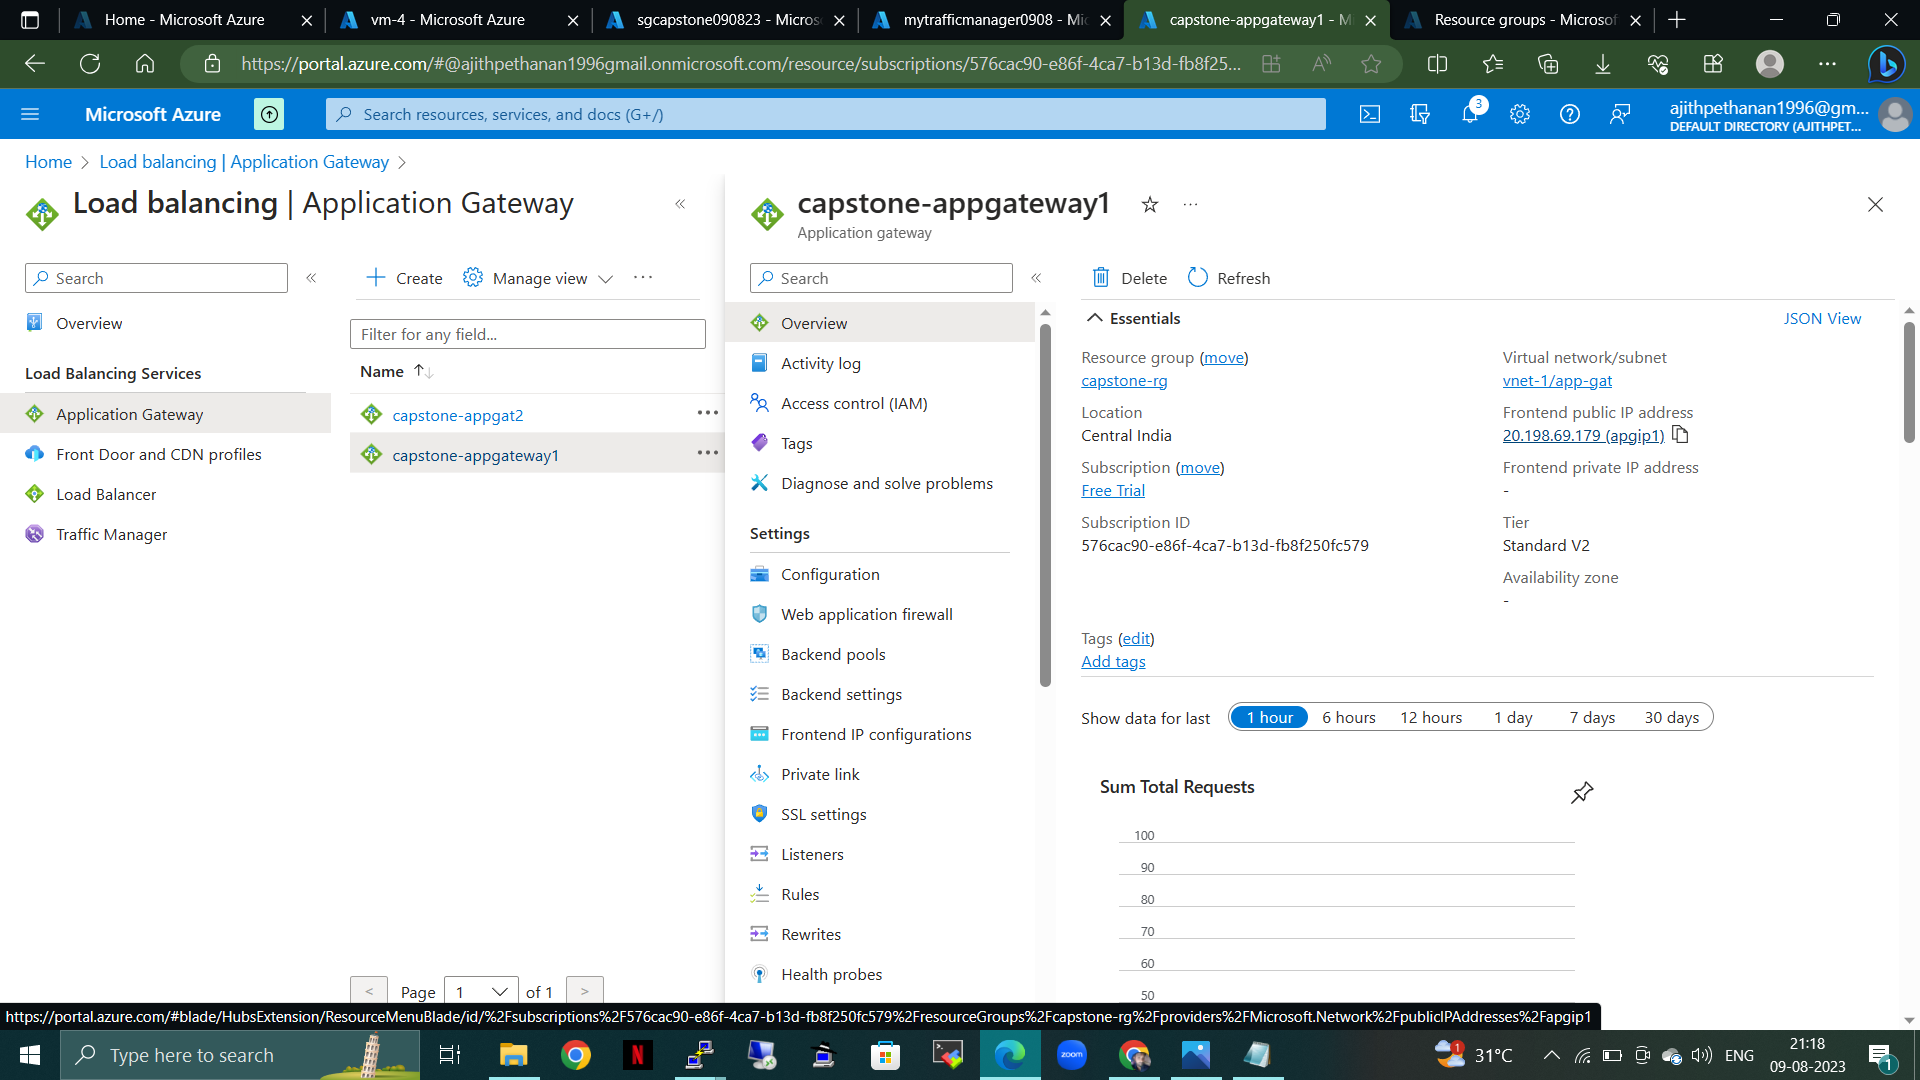 Home - Microsoft Azure
vm-4 - Microsoft Azure
sgcapstone090823 - Micros
mytrafficmanager0908 - Mi
capstone-appgateway1 - M
Resource groups - Microsof
https://portal.azure.com/#@ajithpethanan1996gmail.onmicrosoft.com/resource/subscriptions/576cac90-e86f-4ca7-b13d-fb8f25...
Microsoft Azure
Search resources, services, and docs (G+/)
3
ajithpethanan1996@gm...
DEFAULT DIRECTORY (AJITHPET...
Home > Load balancing | Application Gateway >
Load balancing | Application Gateway
Search
Overview
Load Balancing Services
Application Gateway
Front Door and CDN profiles
Load Balancer
Traffic Manager
Create
Manage view
Filter for any field...
Name
capstone-appgat2
capstone-appgateway1
< Page 1 of 1 >
capstone-appgateway1
Application gateway
Search
Overview
Activity log
Access control (IAM)
Tags
Diagnose and solve problems
Settings
Configuration
Web application firewall
Backend pools
Backend settings
Frontend IP configurations
Private link
SSL settings
Listeners
Rules
Rewrites
Health probes
Delete
Refresh
Essentials
JSON View
Resource group (move)
capstone-rg
Location
Central India
Subscription (move)
Free Trial
Subscription ID
576cac90-e86f-4ca7-b13d-fb8f250fc579
Virtual network/subnet
vnet-1/app-gat
Frontend public IP address
20.198.69.179 (apgip1)
Frontend private IP address
-
Tier
Standard V2
Availability zone
-
Tags (edit)
Add tags
Show data for last
1 hour
6 hours
12 hours
1 day
7 days
30 days
Sum Total Requests
100
90
80
70
60
50
https://portal.azure.com/#blade/HubsExtension/ResourceMenuBlade/id/%2Fsubscriptions%2F576cac90-e86f-4ca7-b13d-fb8f250fc579%2FresourceGroups%2Fcapstone-rg%2Fproviders%2FMicrosoft.Network%2FpublicIPAddresses%2Fapgip1
Type here to search
N
zoom
1
31°C
ENG
21:18
09-08-2023
1